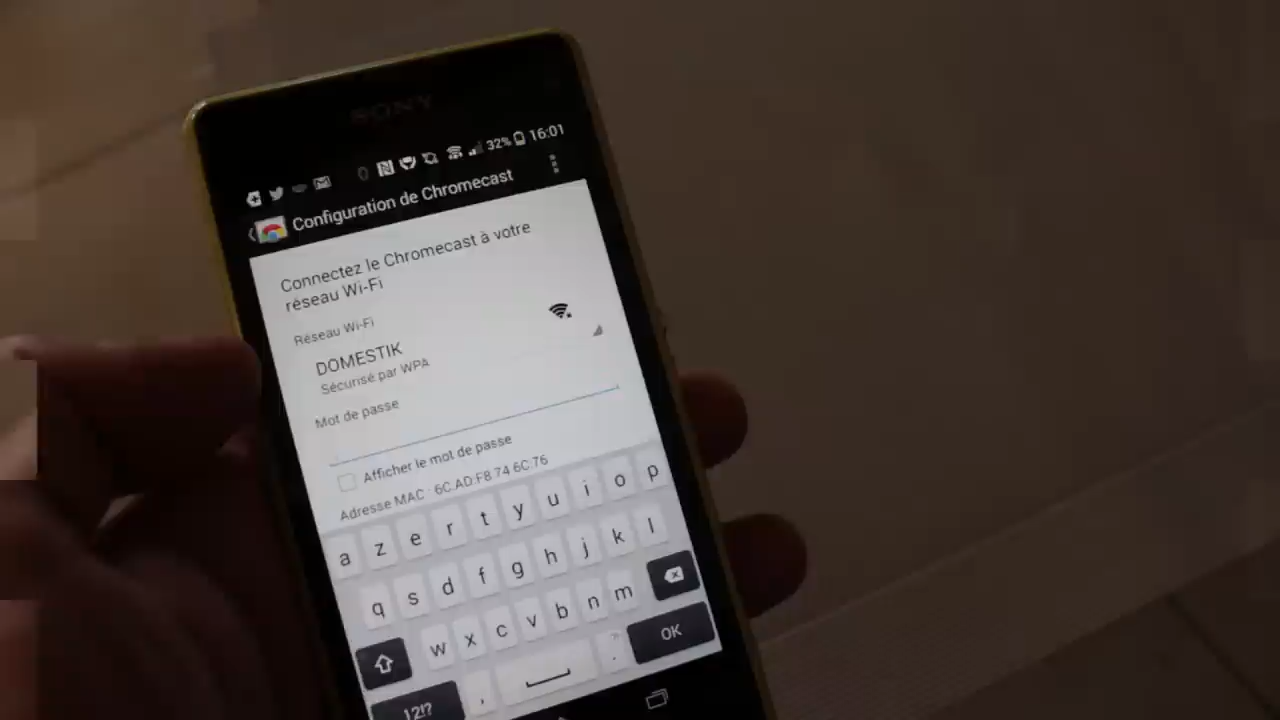 SONY
32% 16:01
Configuration de Chromecast
Connectez le Chromecast à votre
réseau Wi-Fi
Réseau Wi-Fi
DOMESTIK
Sécurisé par WPA
Mot de passe
Afficher le mot de passe
Adresse MAC : 6C:AD:F8:74:6C:76
a z e r t y u i o p
q s d f g h j k l
w x c v b n m
12!? , . OK